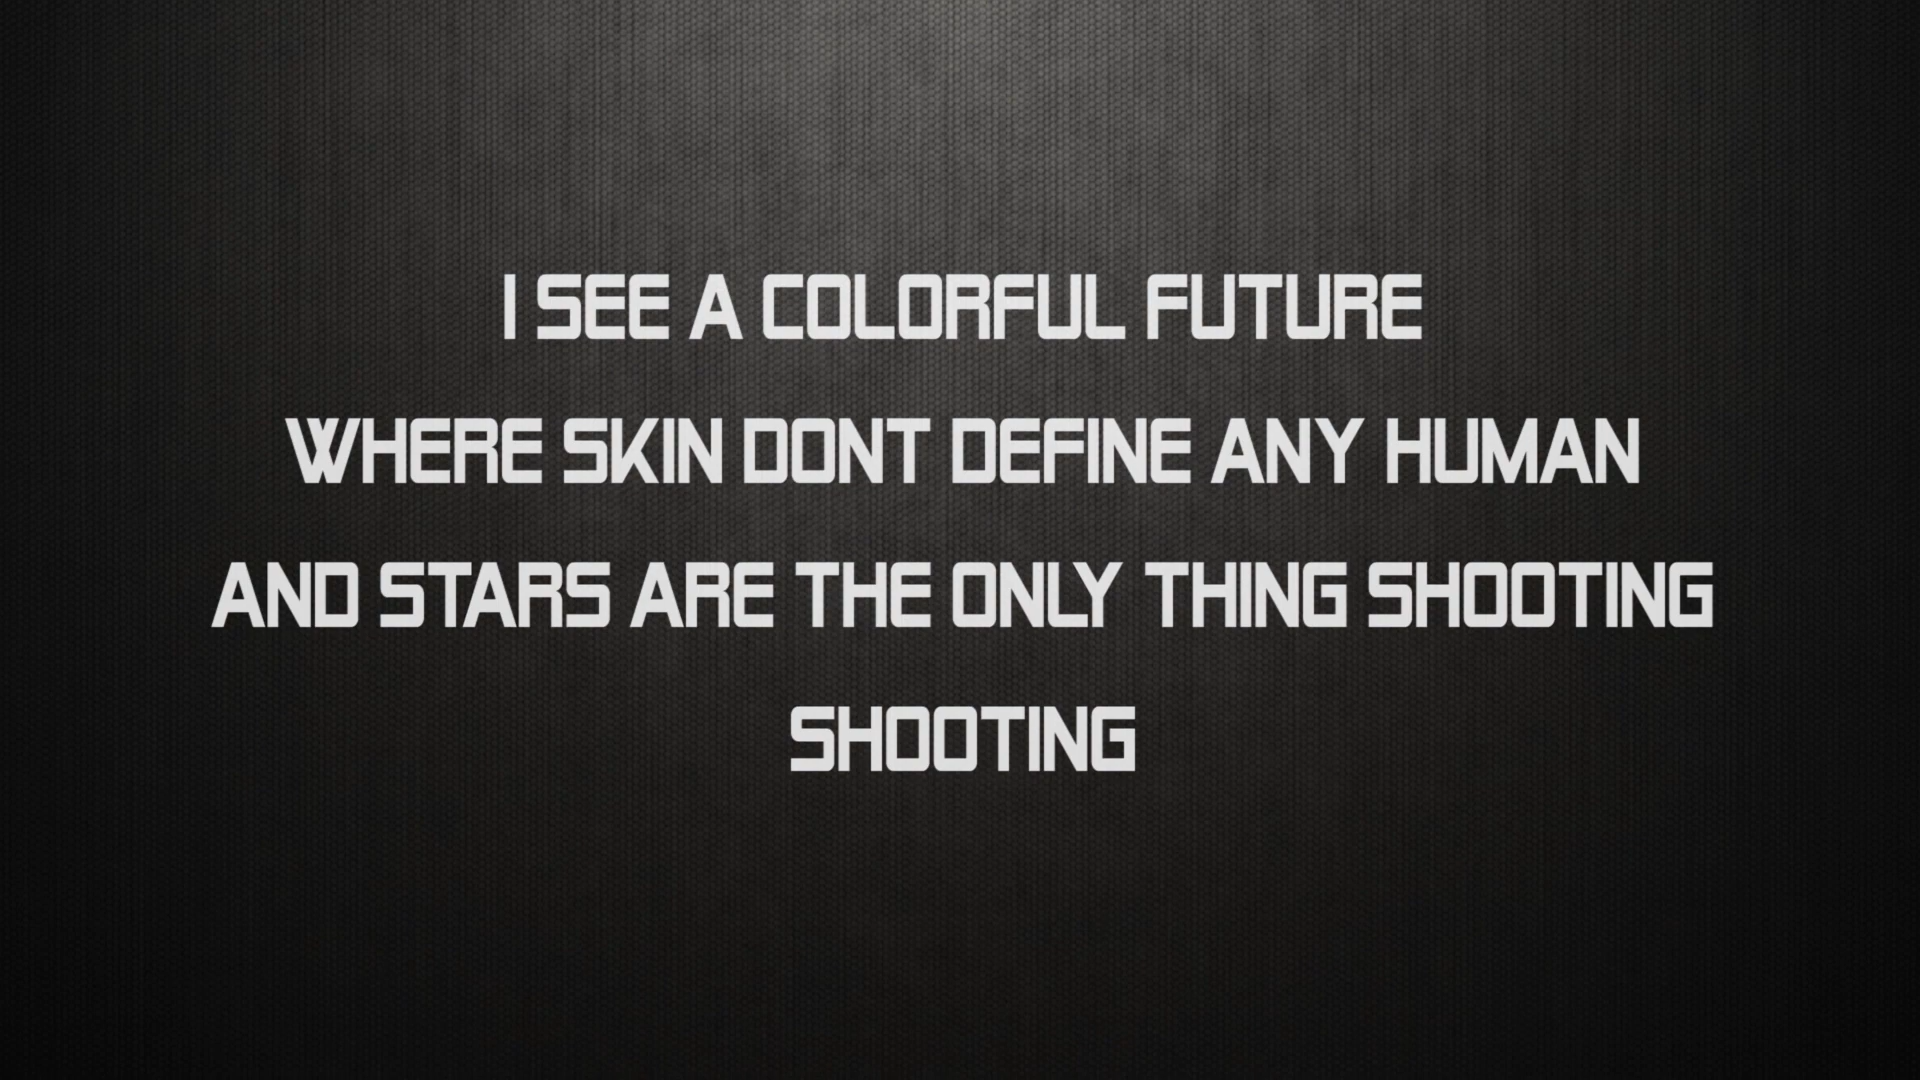 I SEE A COLORFUL FUTURE
WHERE SKIN DONT DEFINE ANY HUMAN
AND STARS ARE THE ONLY THING SHOOTING
SHOOTING